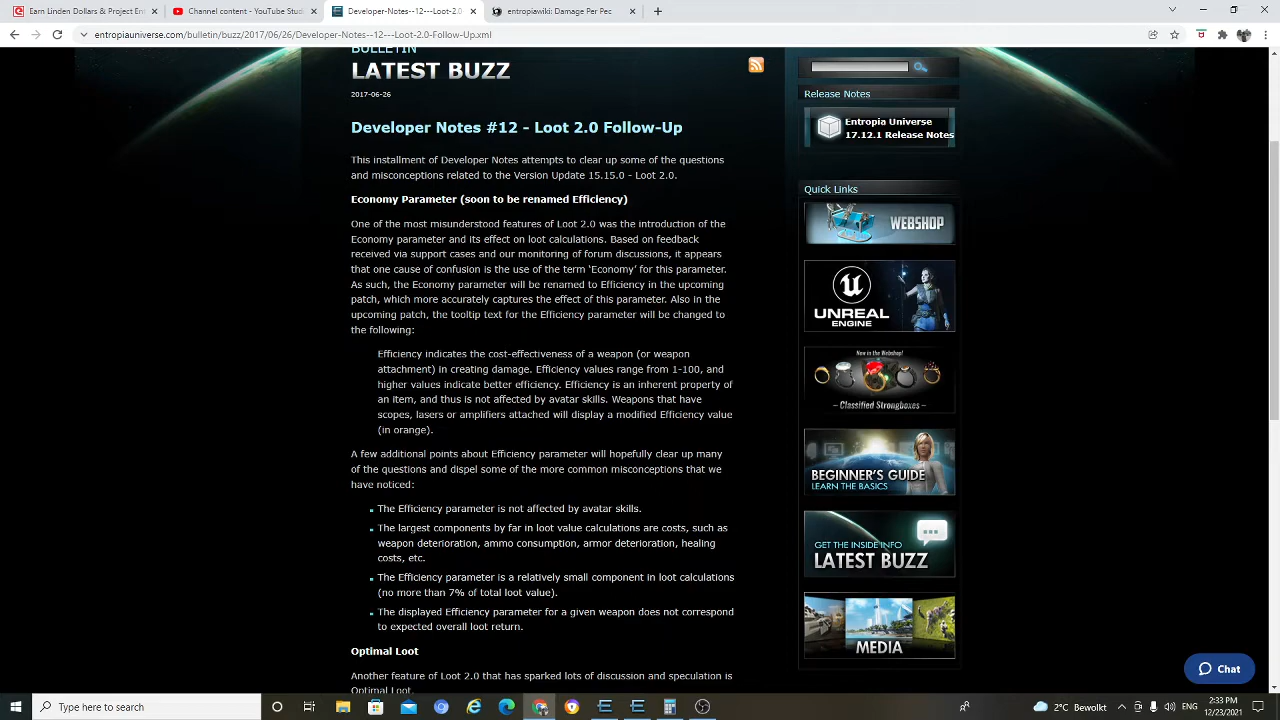 Earn Linden Dollars & Project En
Channel content - YouTube Stud
Developer-Notes--12---Loot-2.0-
entropiawiki: Damage Per Pec
entropiauniverse.com/bulletin/buzz/2017/06/26/Developer-Notes--12---Loot-2.0-Follow-Up.xml
BULLETIN
LATEST BUZZ
2017-06-26
Developer Notes #12 - Loot 2.0 Follow-Up
This installment of Developer Notes attempts to clear up some of the questions
and misconceptions related to the Version Update 15.15.0 - Loot 2.0.
Economy Parameter (soon to be renamed Efficiency)
One of the most misunderstood features of Loot 2.0 was the introduction of the
Economy parameter and its effect on loot calculations. Based on feedback
received via support cases and our monitoring of forum discussions, it appears
that one cause of confusion is the use of the term ‘Economy’ for this parameter.
As such, the Economy parameter will be renamed to Efficiency in the upcoming
patch, which more accurately captures the effect of this parameter. Also in the
upcoming patch, the tooltip text for the Efficiency parameter will be changed to
the following:
Efficiency indicates the cost-effectiveness of a weapon (or weapon
attachment) in creating damage. Efficiency values range from 1-100, and
higher values indicate better efficiency. Efficiency is an inherent property of
an item, and thus is not affected by avatar skills. Weapons that have
scopes, lasers or amplifiers attached will display a modified Efficiency value
(in orange).
A few additional points about Efficiency parameter will hopefully clear up many
of the questions and dispel some of the more common misconceptions that we
have noticed:
The Efficiency parameter is not affected by avatar skills.
The largest components by far in loot value calculations are costs, such as
weapon deterioration, ammo consumption, armor deterioration, healing
costs, etc.
The Efficiency parameter is a relatively small component in loot calculations
(no more than 7% of total loot value).
The displayed Efficiency parameter for a given weapon does not correspond
to expected overall loot return.
Optimal Loot
Another feature of Loot 2.0 that has sparked lots of discussion and speculation is
Optimal Loot.
Release Notes
Entropia Universe
17.12.1 Release Notes
Quick Links
WEBSHOP
UNREAL
ENGINE
New in the Webshop!
– Classified Strongboxes –
BEGINNER'S GUIDE
LEARN THE BASICS
GET THE INSIDE INFO
LATEST BUZZ
MEDIA
Chat
Type here to search
2°C Bewolkt
ENG
2:33 PM
12/23/2021